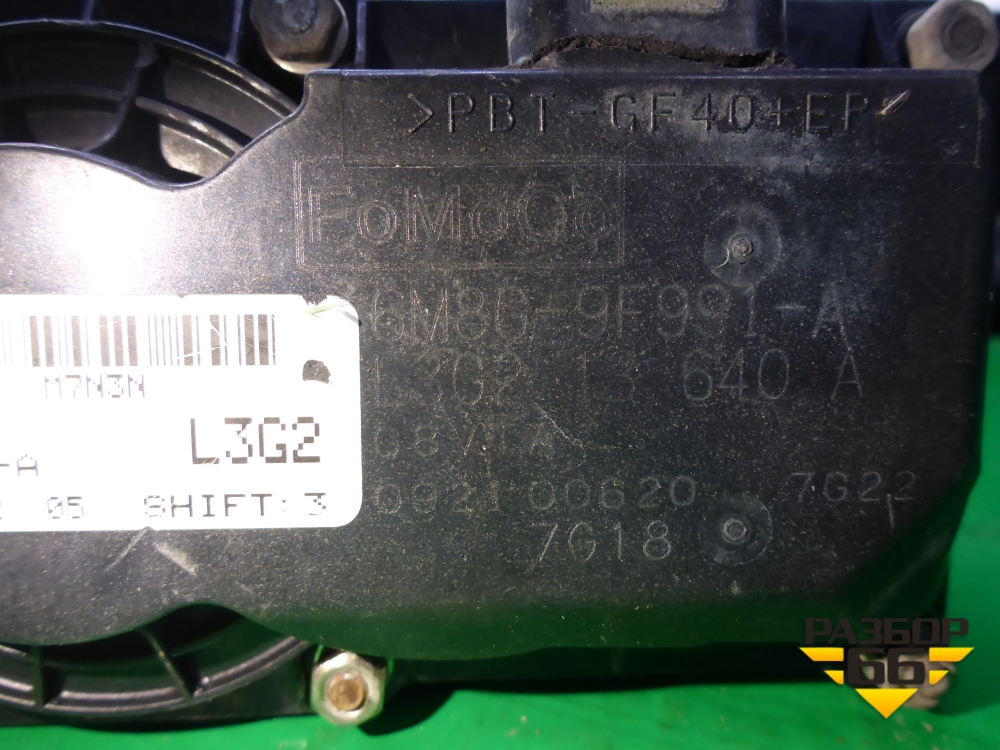 >PBT-GF40+EP<
FoMoCo
6M8G-9F991-A
L3G2 13 640 A
M7N3N
L3G2
-A
05 SHIFT: 3
092100620
7G22
7G18
РАЗБОР
66